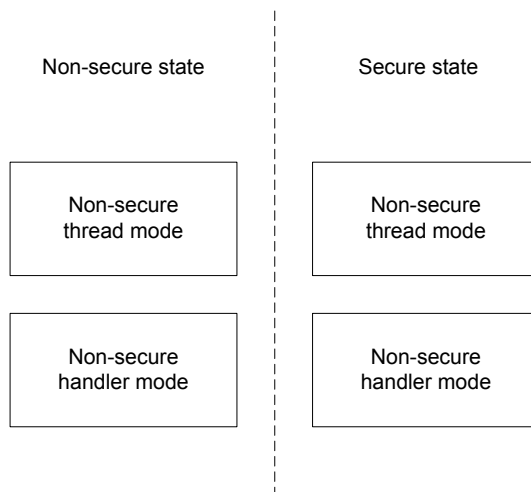 Non-secure state
Secure state
Non-secure
thread mode
Non-secure
thread mode
Non-secure
handler mode
Non-secure
handler mode